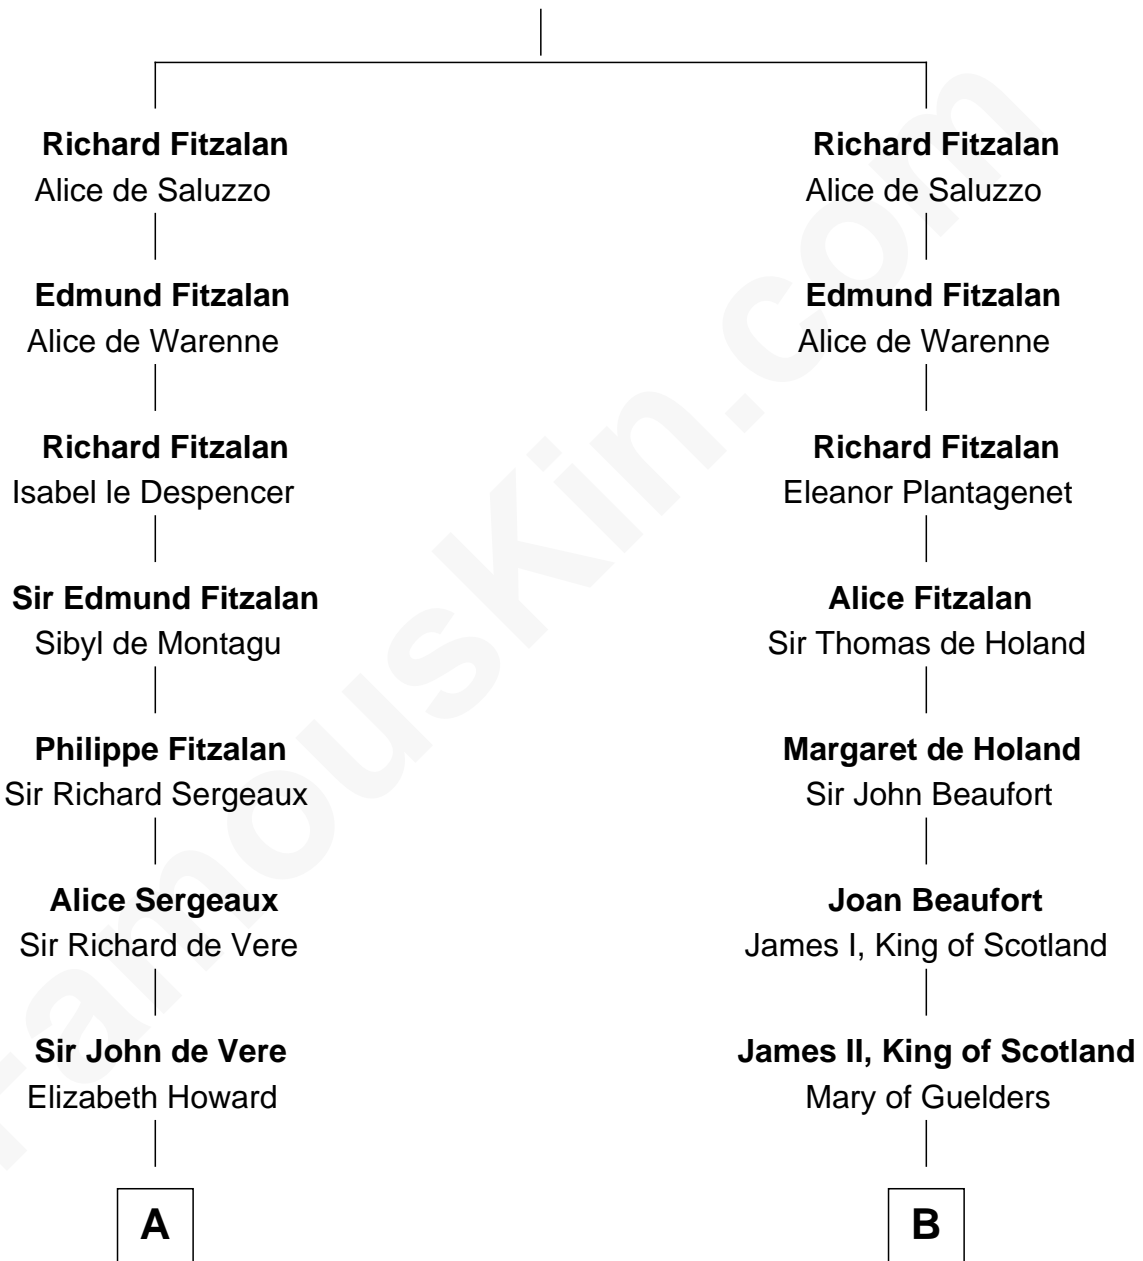 Richard Fitzalan
Alice de Saluzzo
Edmund Fitzalan
Alice de Warenne
Richard Fitzalan
Isabel le Despencer
Sir Edmund Fitzalan
Sibyl de Montagu
Philippe Fitzalan
Sir Richard Sergeaux
Alice Sergeaux
Sir Richard de Vere
Sir John de Vere
Elizabeth Howard
A
Richard Fitzalan
Alice de Saluzzo
Edmund Fitzalan
Alice de Warenne
Richard Fitzalan
Eleanor Plantagenet
Alice Fitzalan
Sir Thomas de Holand
Margaret de Holand
Sir John Beaufort
Joan Beaufort
James I, King of Scotland
James II, King of Scotland
Mary of Guelders
B
FamousKin.com